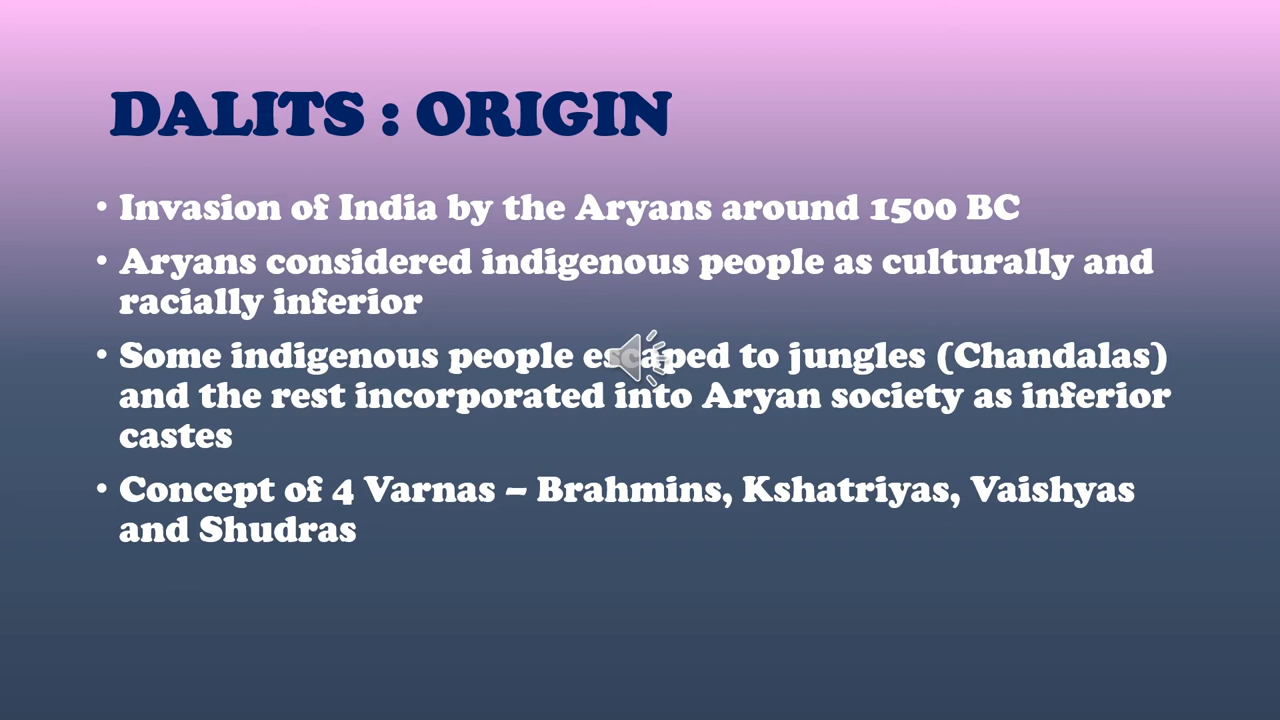 DALITS : ORIGIN
• Invasion of India by the Aryans around 1500 BC
• Aryans considered indigenous people as culturally and
racially inferior
• Some indigenous people escaped to jungles (Chandalas)
and the rest incorporated into Aryan society as inferior
castes
• Concept of 4 Varnas – Brahmins, Kshatriyas, Vaishyas
and Shudras